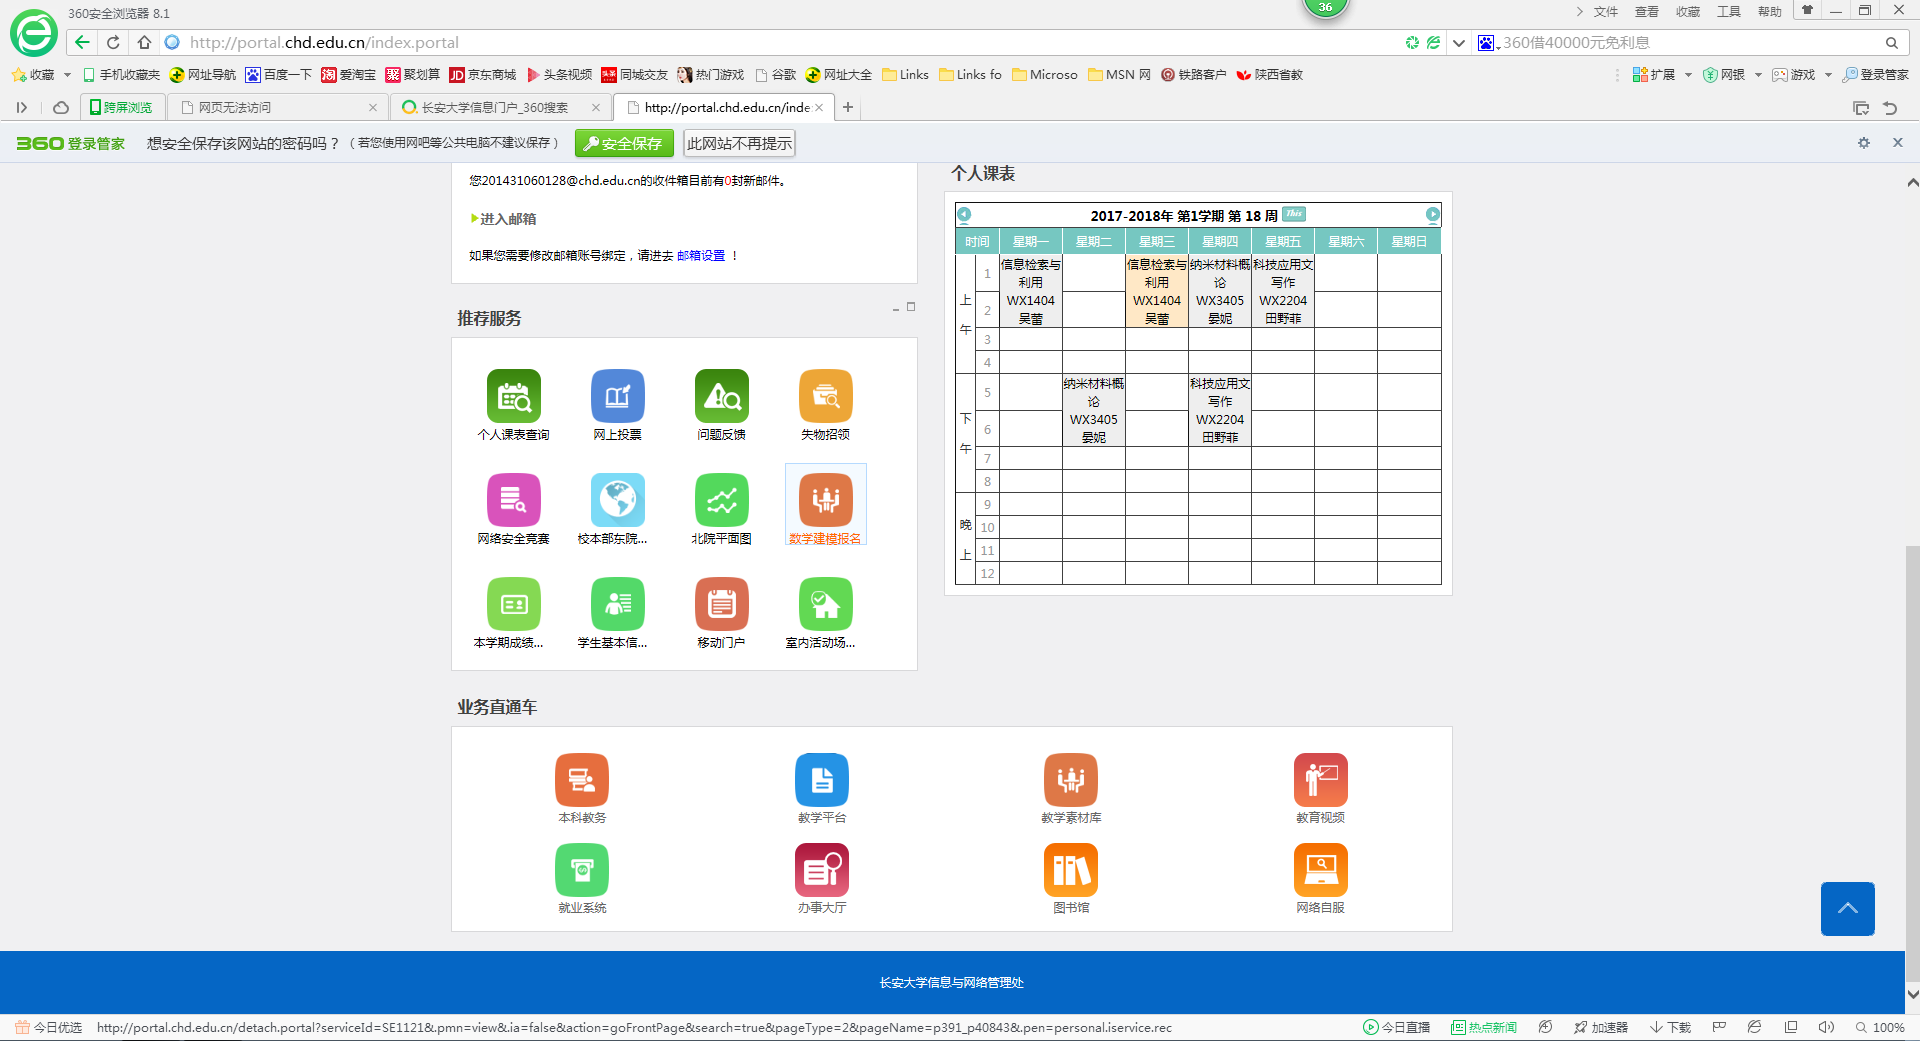 360安全浏览器 8.1
36
文件 查看 收藏 工具 帮助
http://portal.chd.edu.cn/index.portal
360借40000元免利息
收藏 手机收藏夹 网址导航 百度一下 爱淘宝 聚划算 京东商城 头条视频 同城交友 热门游戏 谷歌 网址大全 Links Links fo Microso MSN 网 铁路客户 陕西省教 扩展 网银 游戏 登录管家
跨屏浏览 网页无法访问 长安大学信息门户_360搜索 http://portal.chd.edu.cn/inde
360登录管家 想安全保存该网站的密码吗？（若您使用网吧等公共电脑不建议保存） 安全保存 此网站不再提示
您201431060128@chd.edu.cn的收件箱目前有0封新邮件。
进入邮箱
如果您需要修改邮箱账号绑定，请进去 邮箱设置 ！
推荐服务
个人课表查询 网上投票 问题反馈 失物招领
网络安全竞赛 校本部东院... 北院平面图 数学建模报名
本学期成绩... 学生基本信... 移动门户 室内活动场...
个人课表
2017-2018年 第1学期 第 18 周 This
时间 星期一 星期二 星期三 星期四 星期五 星期六 星期日
上午
1
2
3
4
信息检索与利用 WX1404 吴蕾
信息检索与利用 WX1404 吴蕾
纳米材料概论 WX3405 晏妮
科技应用文写作 WX2204 田野菲
下午
5
6
7
8
纳米材料概论 WX3405 晏妮
科技应用文写作 WX2204 田野菲
晚上
9
10
11
12
业务直通车
本科教务 教学平台 教学素材库 教育视频
就业系统 办事大厅 图书馆 网络自服
长安大学信息与网络管理处
今日优选 http://portal.chd.edu.cn/detach.portal?serviceId=SE1121&.pmn=view&.ia=false&action=goFrontPage&search=true&pageType=2&pageName=p391_p40843&.pen=personal.iservice.rec 今日直播 热点新闻 加速器 下载 100%